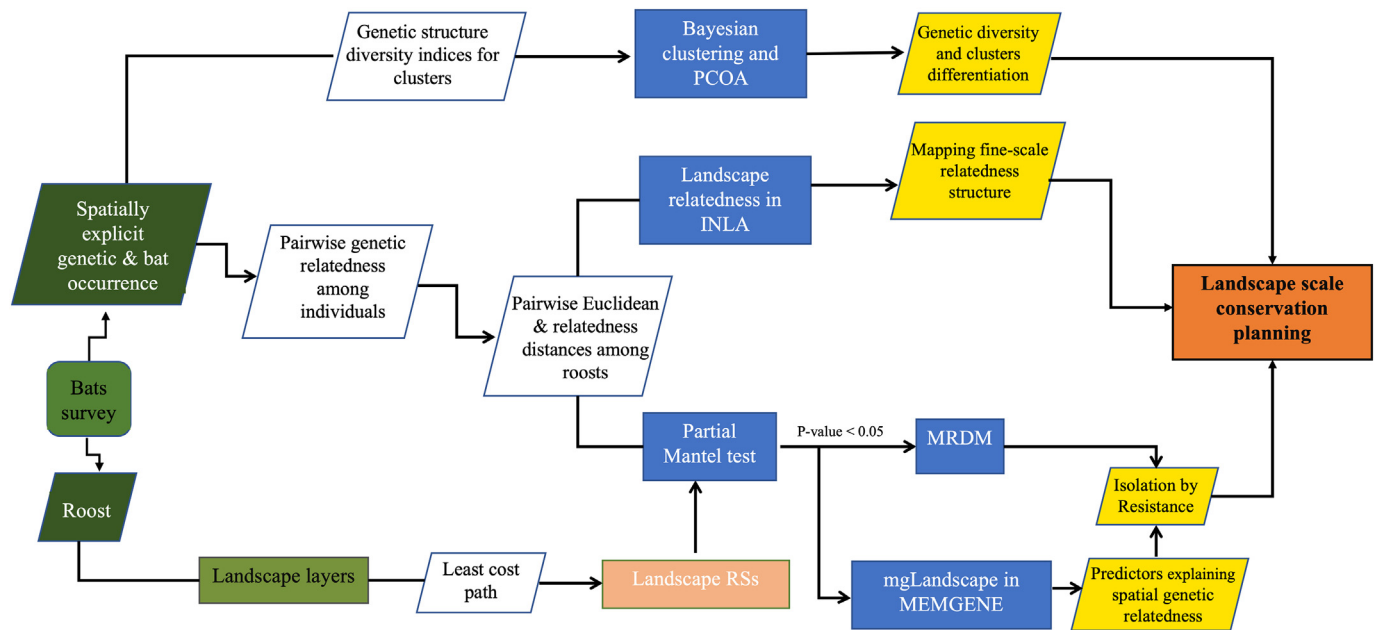 Genetic structure
diversity indices for
clusters
Bayesian
clustering and
PCOA
Genetic diversity
and clusters
differentiation
Spatially
explicit
genetic & bat
occurrence
Pairwise genetic
relatedness
among
individuals
Landscape
relatedness in
INLA
Mapping fine-scale
relatedness
structure
Pairwise Euclidean
& relatedness
distances among
roosts
Landscape scale
conservation
planning
Bats
survey
Partial
Mantel test
P-value < 0.05
MRDM
Isolation by
Resistance
Roost
Landscape layers
Least cost
path
Landscape RSs
mgLandscape in
MEMGENE
Predictors explaining
spatial genetic
relatedness